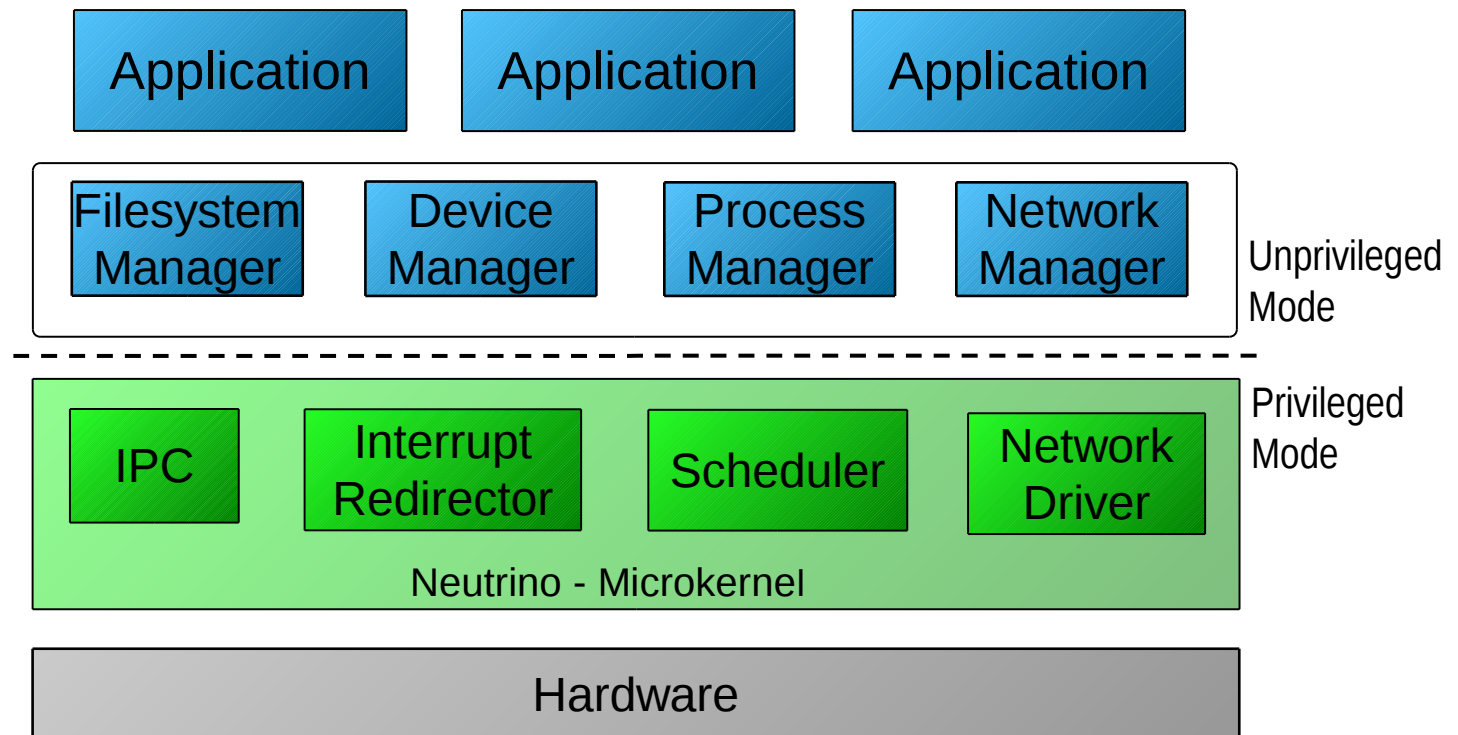 Application
Application
Application
Filesystem
Manager
Device
Manager
Process
Manager
Network
Manager
Unprivileged
Mode
Privileged
Mode
IPC
Interrupt
Redirector
Scheduler
Network
Driver
Neutrino - Microkernel
Hardware